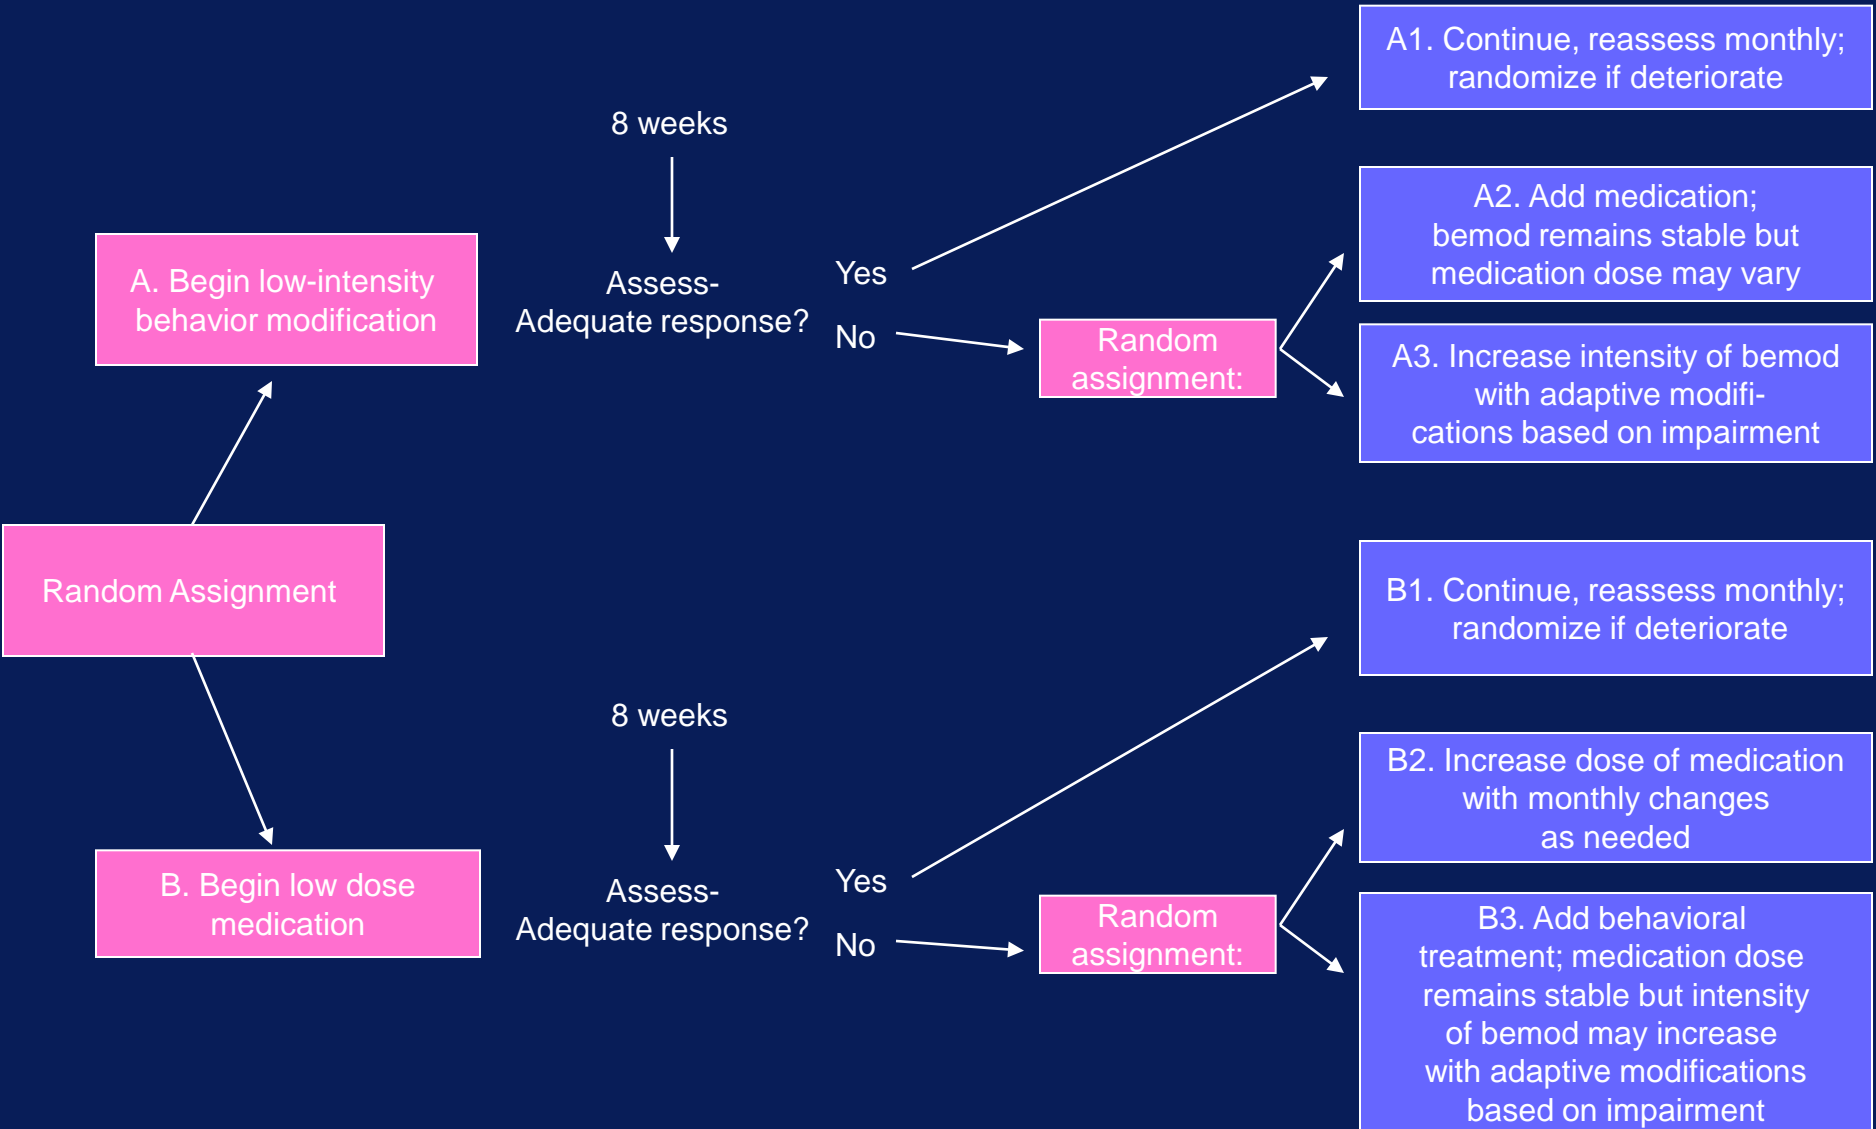 Random Assignment
A. Begin low-intensity
behavior modification
8 weeks
Assess-
Adequate response?
Yes
No
Random
assignment:
A1. Continue, reassess monthly;
randomize if deteriorate
A2. Add medication;
bemod remains stable but
medication dose may vary
A3. Increase intensity of bemod
with adaptive modifi-
cations based on impairment
B. Begin low dose
medication
8 weeks
Assess-
Adequate response?
Yes
No
Random
assignment:
B1. Continue, reassess monthly;
randomize if deteriorate
B2. Increase dose of medication
with monthly changes
as needed
B3. Add behavioral
treatment; medication dose
remains stable but intensity
of bemod may increase
with adaptive modifications
based on impairment